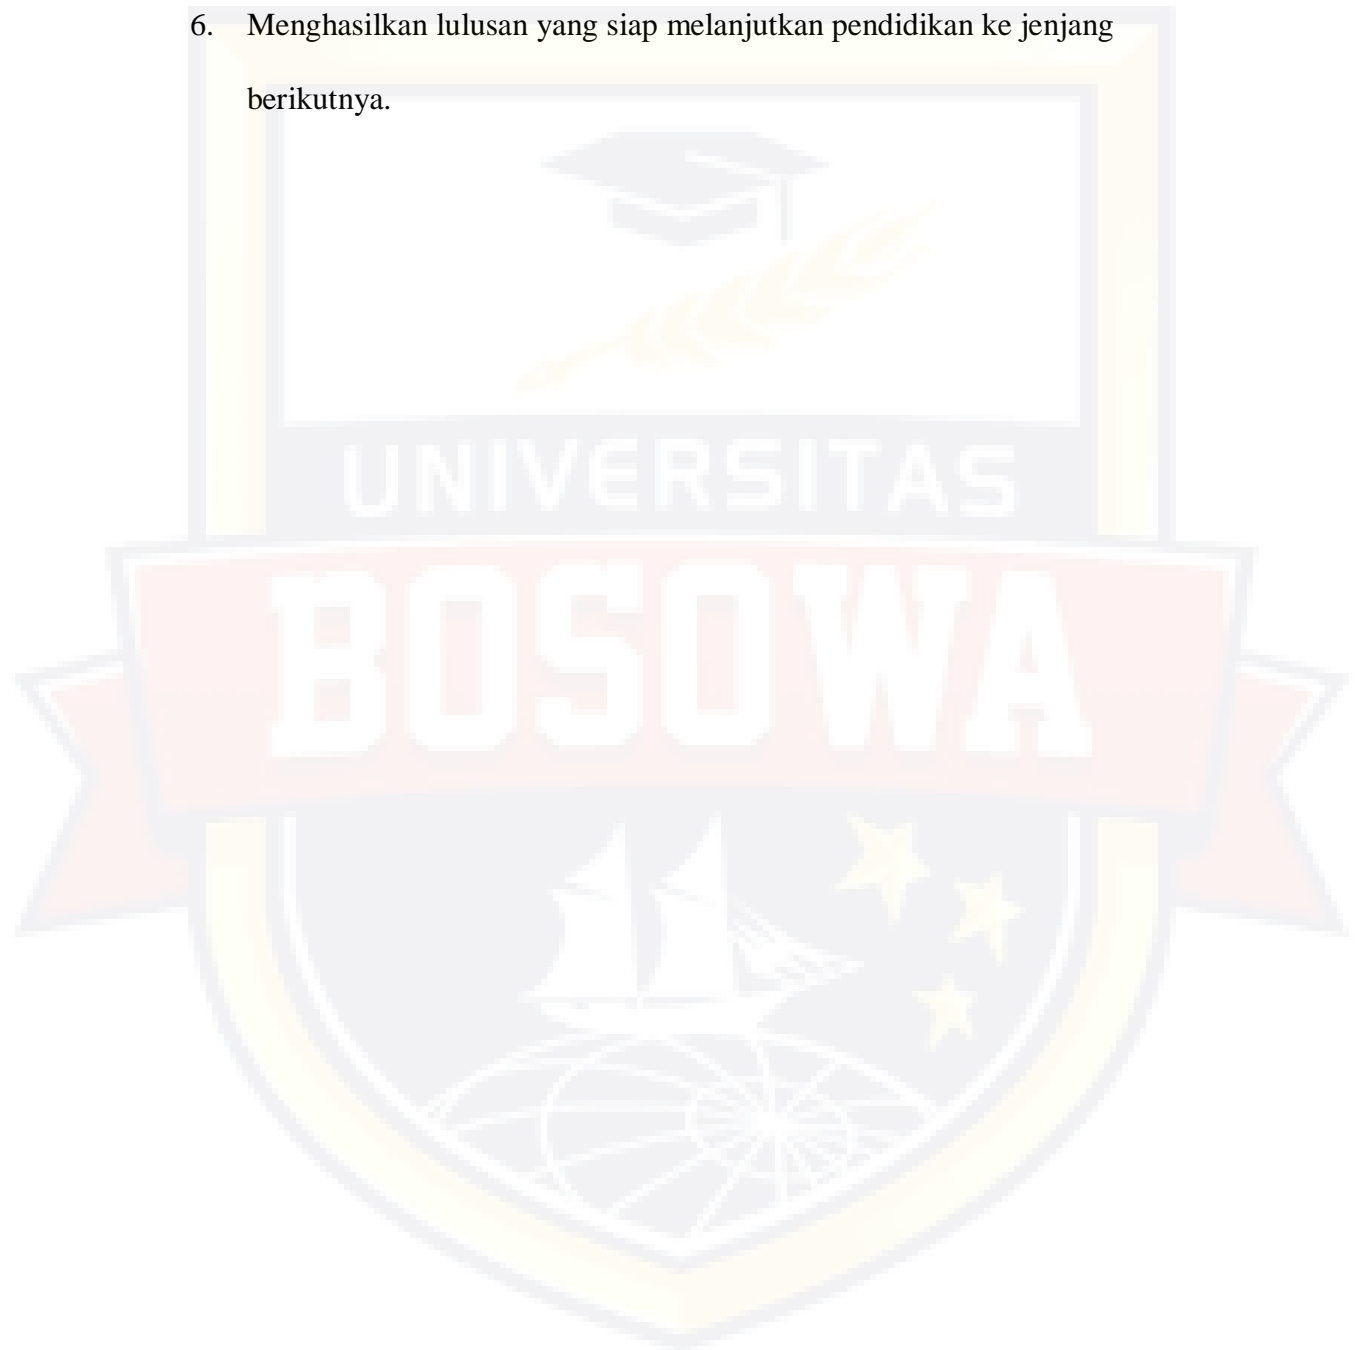 6. Menghasilkan lulusan yang siap melanjutkan pendidikan ke jenjang
berikutnya.
UNIVERSITAS
BOSOWA